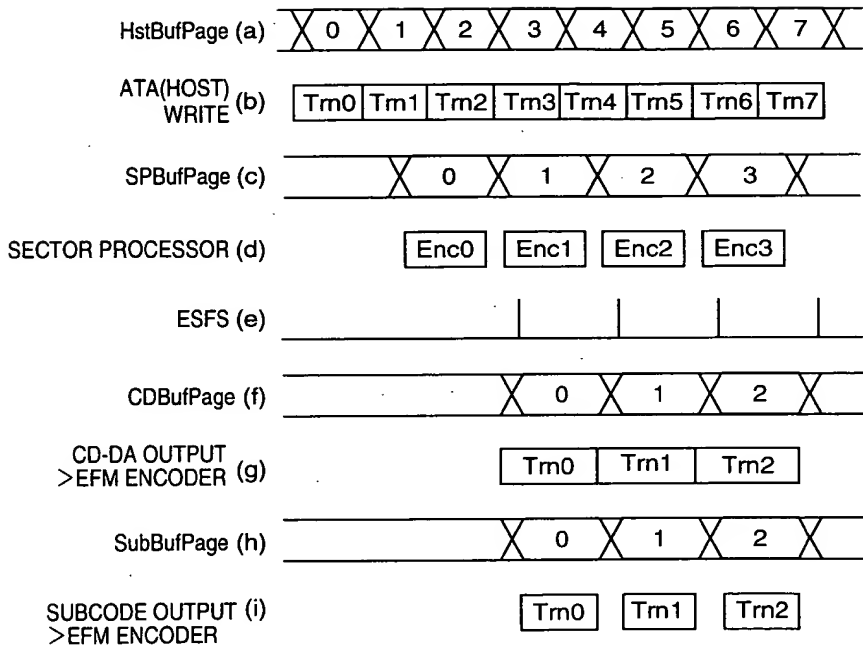 HstBufPage (a) 0 1 2 3 4 5 6 7
ATA(HOST) WRITE (b) Trn0 Trn1 Trn2 Trn3 Trn4 Trn5 Trn6 Trn7
SPBufPage (c) 0 1 2 3
SECTOR PROCESSOR (d) Enc0 Enc1 Enc2 Enc3
ESFS (e)
CDBufPage (f) 0 1 2
CD-DA OUTPUT
>EFM ENCODER (g) Trn0 Trn1 Trn2
SubBufPage (h) 0 1 2
SUBCODE OUTPUT (i) Trn0 Trn1 Trn2
>EFM ENCODER